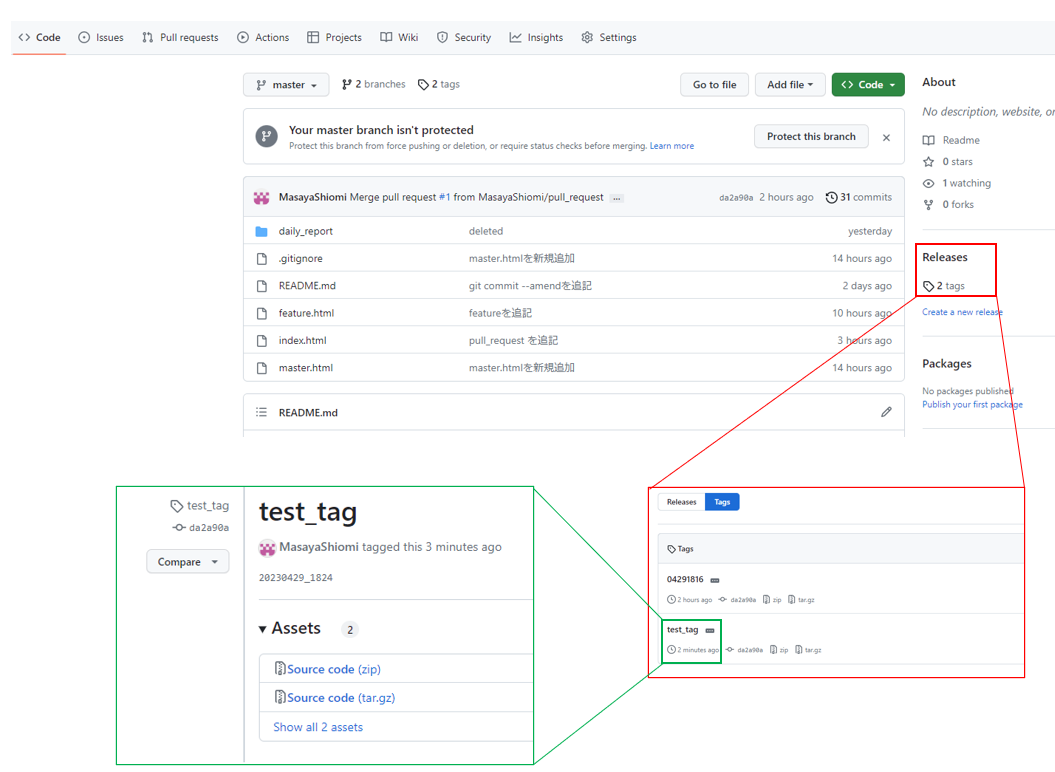 Code Issues Pull requests Actions Projects Wiki Security Insights Settings
master 2 branches 2 tags Go to file Add file Code
Your master branch isn't protected
Protect this branch from force pushing or deletion, or require status checks before merging. Learn more
Protect this branch
MasayaShiomi Merge pull request #1 from MasayaShiomi/pull_request ... da2a90a 2 hours ago 31 commits
daily_report deleted yesterday
.gitignore master.htmlを新規追加 14 hours ago
README.md git commit --amendを追記 2 days ago
feature.html featureを追記 10 hours ago
index.html pull_request を追記 3 hours ago
master.html master.htmlを新規追加 14 hours ago
README.md
About
No description, website, or
Readme
0 stars
1 watching
0 forks
Releases
2 tags
Create a new release
Packages
No packages published
Publish your first package
test_tag
da2a90a
Compare
test_tag
MasayaShiomi tagged this 3 minutes ago
20230429_1824
Assets 2
Source code (zip)
Source code (tar.gz)
Show all 2 assets
Releases Tags
Tags
04291816 ...
2 hours ago da2a90a zip tar.gz
test_tag ...
2 minutes ago da2a90a zip tar.gz